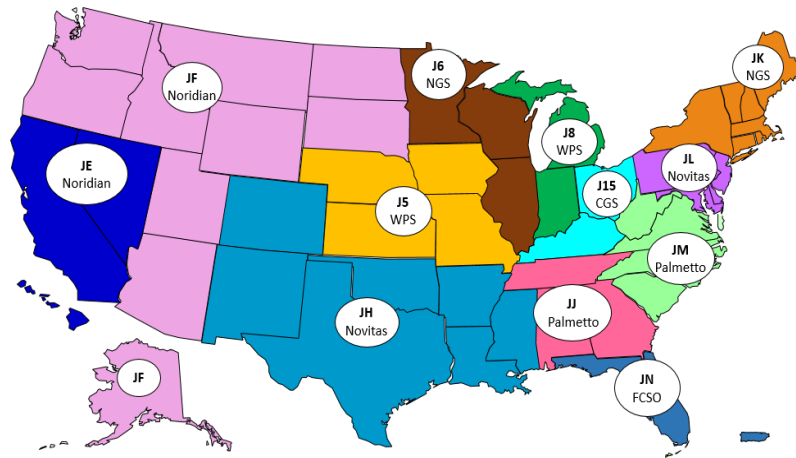 JF
Noridian
J6
NGS
JK
NGS
JE
Noridian
J8
WPS
JL
Novitas
J15
CGS
J5
WPS
JM
Palmetto
JH
Novitas
JJ
Palmetto
JF
JN
FCSO